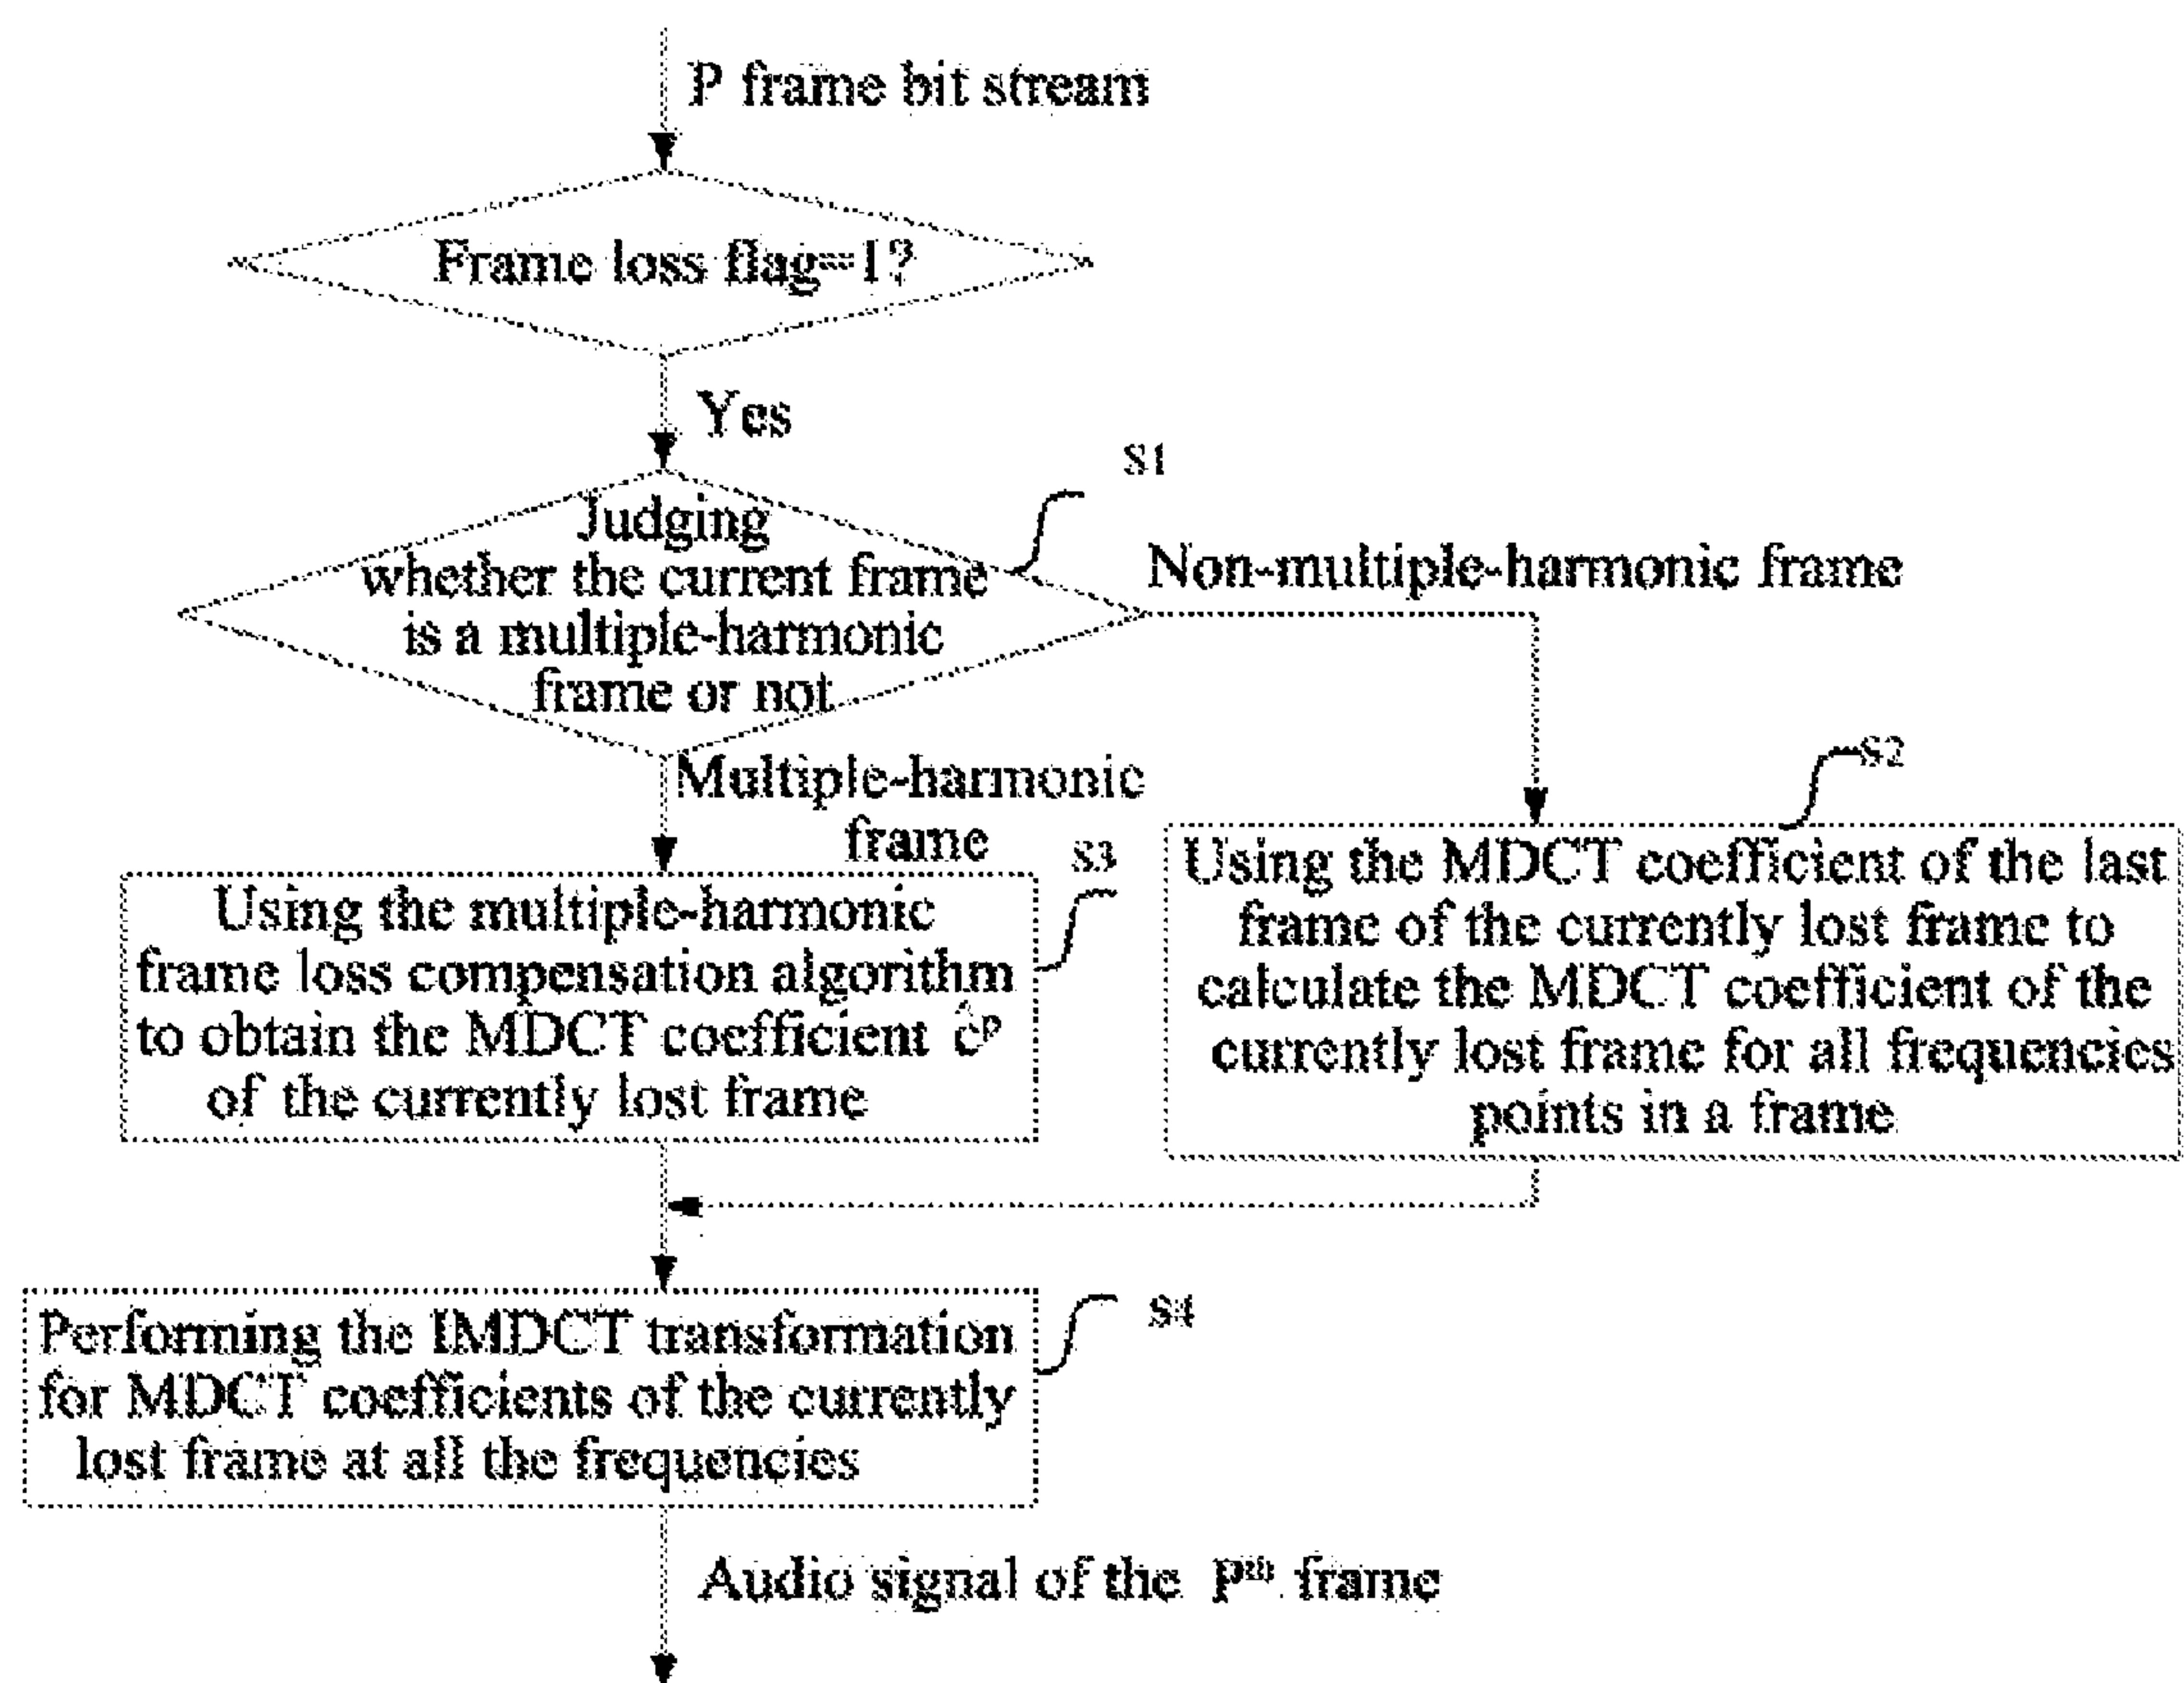 P frame bit stream
Frame loss flag=1?
Yes
S1
Judging
whether the current frame
is a multiple-harmonic
frame or not
Non-multiple-harmonic frame
Multiple-harmonic
frame
S2
S3
Using the MDCT coefficient of the last
frame of the currently lost frame to
calculate the MDCT coefficient of the
currently lost frame for all frequencies
points in a frame
Using the multiple-harmonic
frame loss compensation algorithm
to obtain the MDCT coefficient ĉᵖ
of the currently lost frame
S4
Performing the IMDCT transformation
for MDCT coefficients of the currently
lost frame at all the frequencies
Audio signal of the Pᵗʰ frame